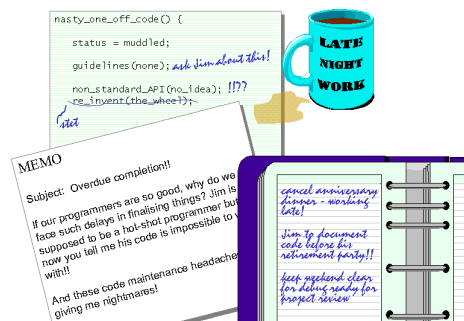 nasty_one_off_code() {
status = muddled;
guidelines(none); ask Jim about this!
non_standard_API(no_idea); !!??
re_invent(the_wheel);
stet
LATE
NIGHT
WORK
MEMO
Subject: Overdue completion!!
If our programmers are so good, why do we
face such delays in finalising things? Jim is
supposed to be a hot-shot programmer but
now you tell me his code is impossible to
with!!
And these code maintenance headache
giving me nightmares!
cancel anniversary
dinner - working
late!
Jim to document
code before his
retirement party!!
keep weekend clear
for debug ready for
project review